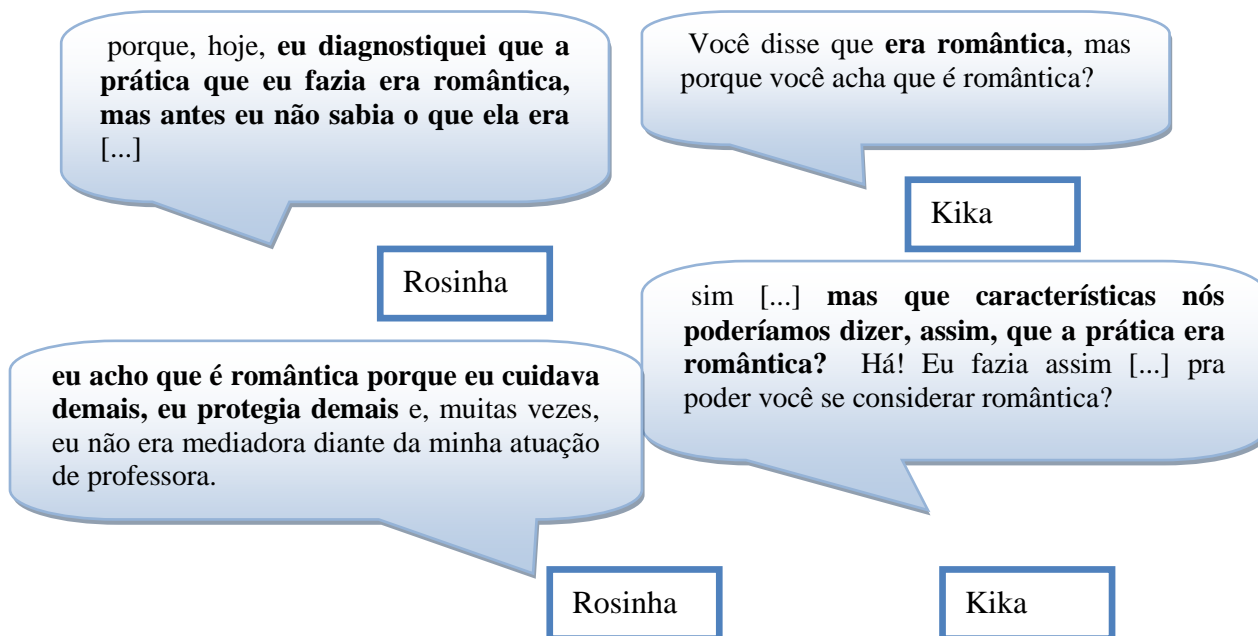 porque, hoje, eu diagnostiquei que a
prática que eu fazia era romântica,
mas antes eu não sabia o que ela era
[...]
Rosinha
Você disse que era romântica, mas
porque você acha que é romântica?
Kika
eu acho que é romântica porque eu cuidava
demais, eu protegia demais e, muitas vezes,
eu não era mediadora diante da minha atuação
de professora.
Rosinha
sim [...] mas que características nós
poderíamos dizer, assim, que a prática era
romântica? Há! Eu fazia assim [...] pra
poder você se considerar romântica?
Kika